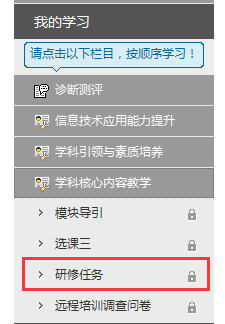 我的学习
请点击以下栏目，按顺序学习！
诊断测评
信息技术应用能力提升
学科引领与素质培养
学科核心内容教学
模块导引
选课三
研修任务
远程培训调查问卷